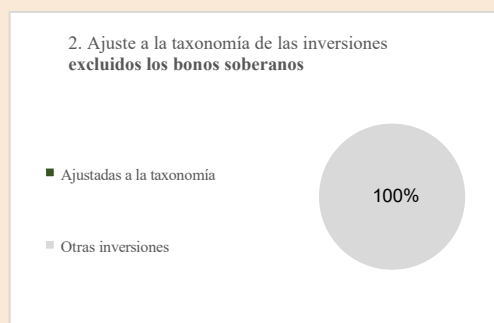 2. Ajuste a la taxonomía de las inversiones
excluidos los bonos soberanos
Ajustadas a la taxonomía
100%
Otras inversiones